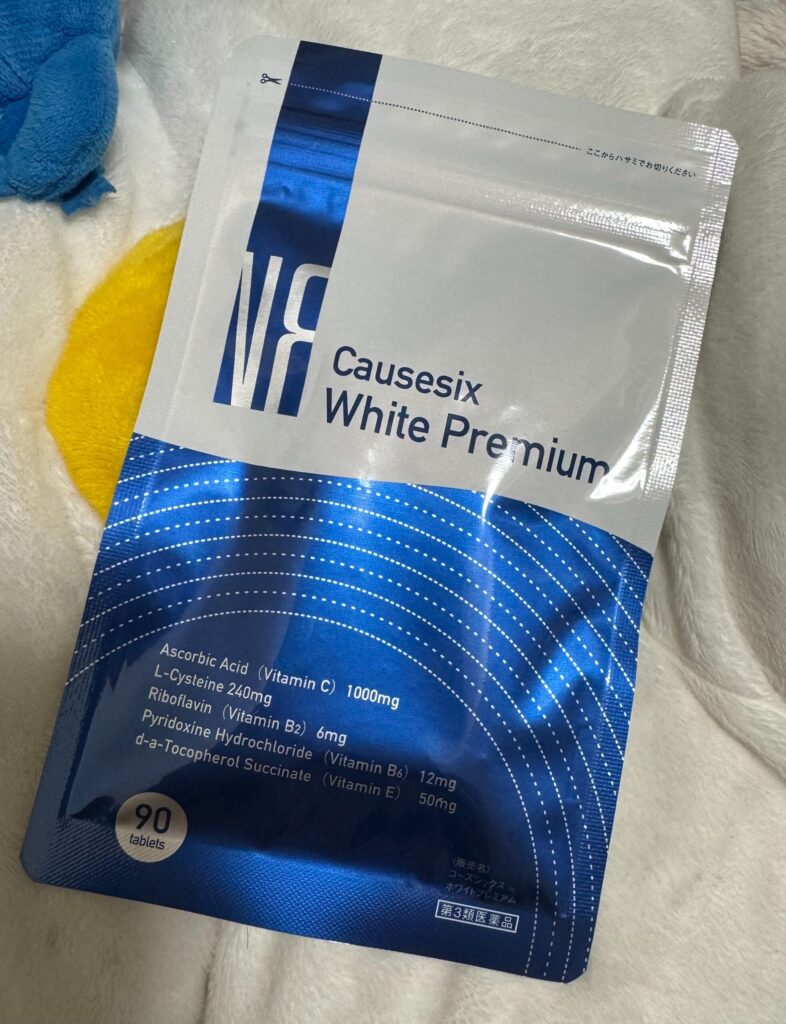 ここからハサミでお切りください
Causesix
White Premium
Ascorbic Acid（Vitamin C）1000mg
L-Cysteine 240mg
Riboflavin（Vitamin B₂）6mg
Pyridoxine Hydrochloride（Vitamin B₆）12mg
d-a-Tocopherol Succinate（Vitamin E） 50mg
90
tablets
〈販売名〉
コーズシックス
ホワイトプレミアム
第3類医薬品